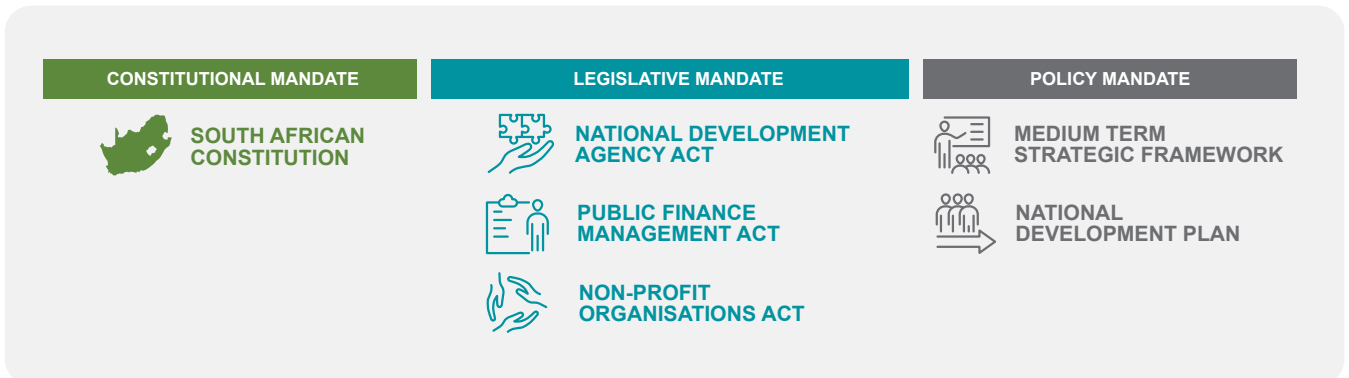 CONSTITUTIONAL MANDATE
SOUTH AFRICAN
CONSTITUTION
LEGISLATIVE MANDATE
NATIONAL DEVELOPMENT
AGENCY ACT
PUBLIC FINANCE
MANAGEMENT ACT
NON-PROFIT
ORGANISATIONS ACT
POLICY MANDATE
MEDIUM TERM
STRATEGIC FRAMEWORK
NATIONAL
DEVELOPMENT PLAN